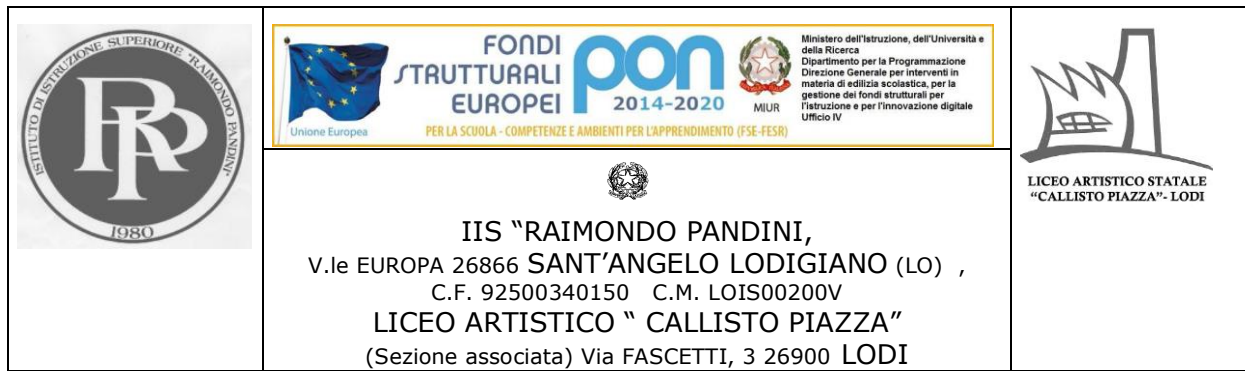 ISTITUTO DI ISTRUZIONE SUPERIORE "RAIMONDO PANDINI"
1980
FONDI
STRUTTURALI
EUROPEI
Unione Europea
pon
2014-2020
MIUR
Ministero dell'Istruzione, dell'Università e
della Ricerca
Dipartimento per la Programmazione
Direzione Generale per interventi in
materia di edilizia scolastica, per la
gestione dei fondi strutturali per
l'istruzione e per l'innovazione digitale
Ufficio IV
PER LA SCUOLA - COMPETENZE E AMBIENTI PER L'APPRENDIMENTO (FSE-FESR)
IIS "RAIMONDO PANDINI,
V.le EUROPA 26866 SANT'ANGELO LODIGIANO (LO) ,
C.F. 92500340150 C.M. LOIS00200V
LICEO ARTISTICO " CALLISTO PIAZZA"
(Sezione associata) Via FASCETTI, 3 26900 LODI
LICEO ARTISTICO STATALE
"CALLISTO PIAZZA"- LODI